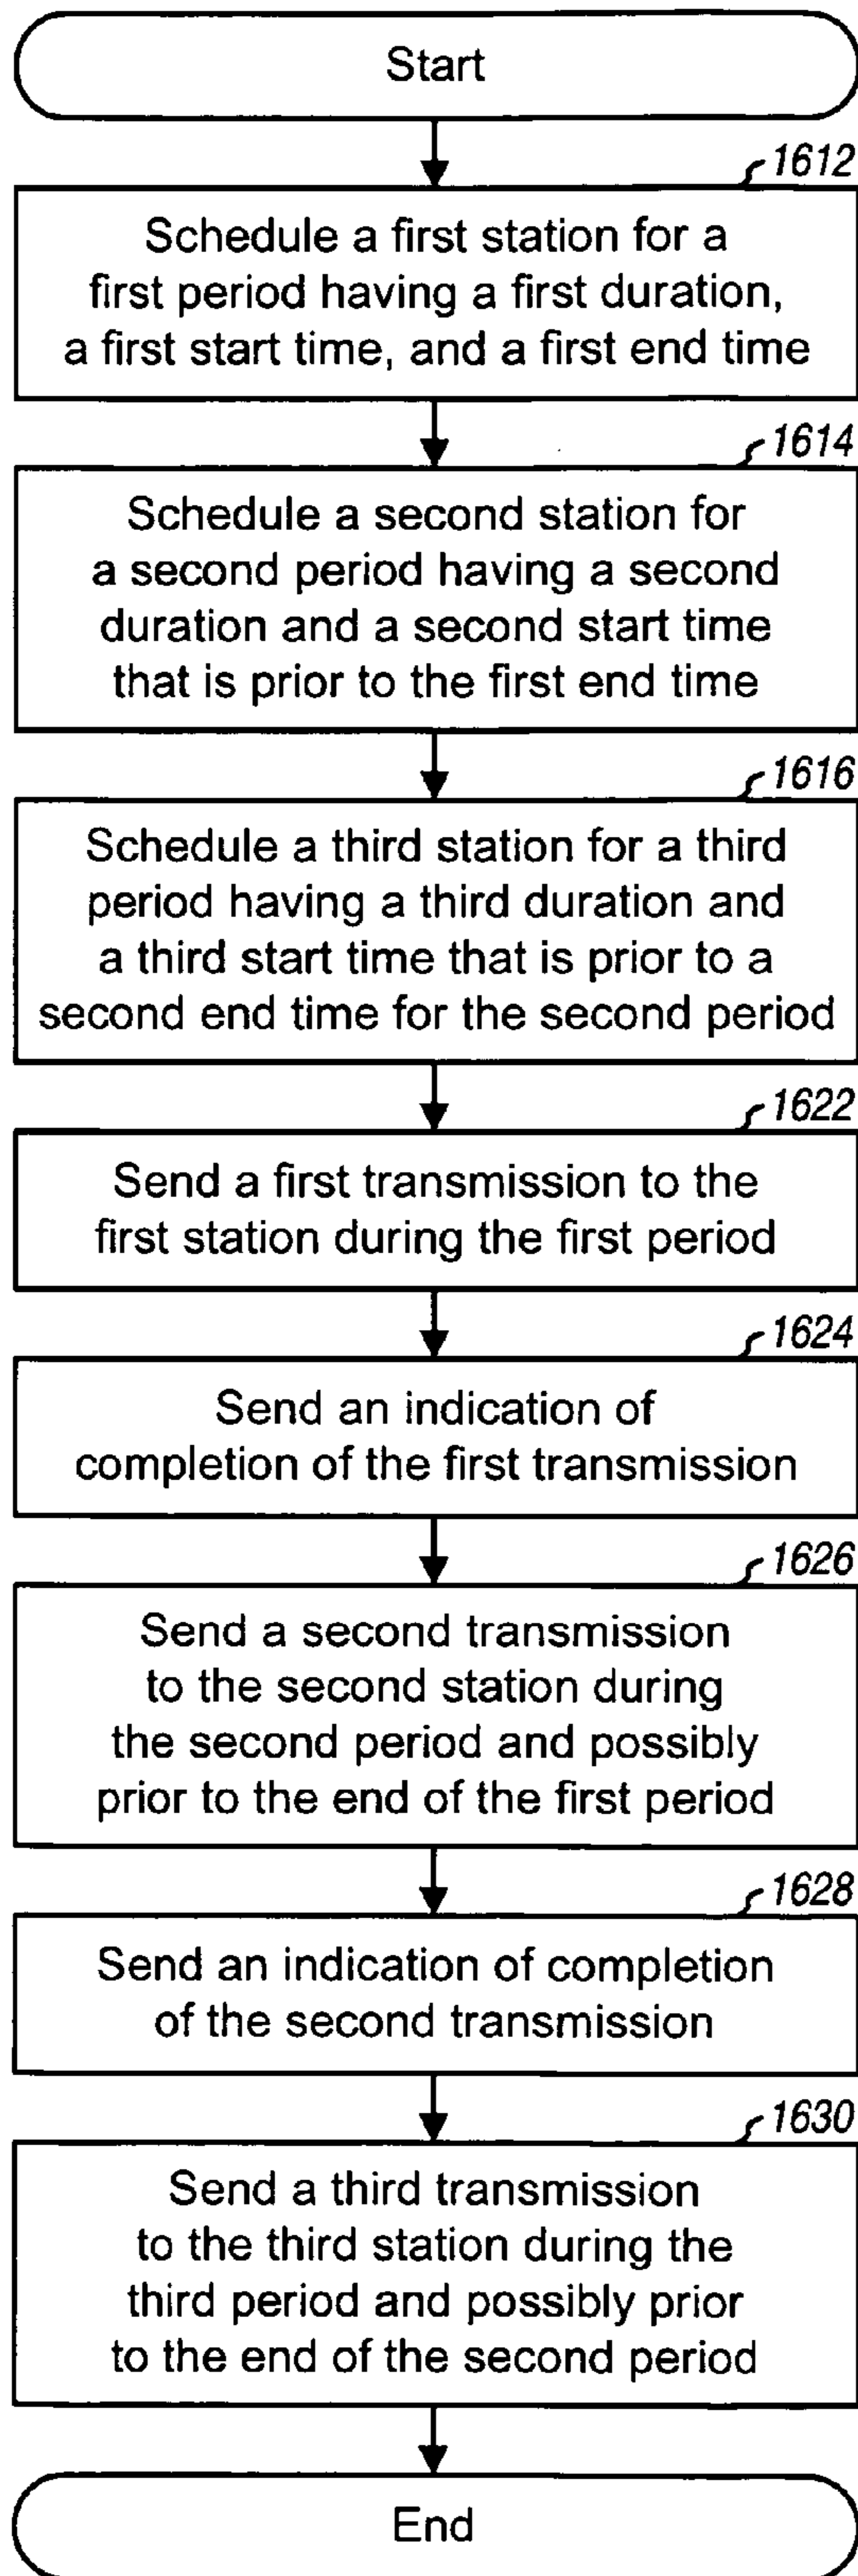 Start
1612
Schedule a first station for a
first period having a first duration,
a first start time, and a first end time
1614
Schedule a second station for
a second period having a second
duration and a second start time
that is prior to the first end time
1616
Schedule a third station for a third
period having a third duration and
a third start time that is prior to a
second end time for the second period
1622
Send a first transmission to the
first station during the first period
1624
Send an indication of
completion of the first transmission
1626
Send a second transmission
to the second station during
the second period and possibly
prior to the end of the first period
1628
Send an indication of completion
of the second transmission
1630
Send a third transmission
to the third station during the
third period and possibly prior
to the end of the second period
End